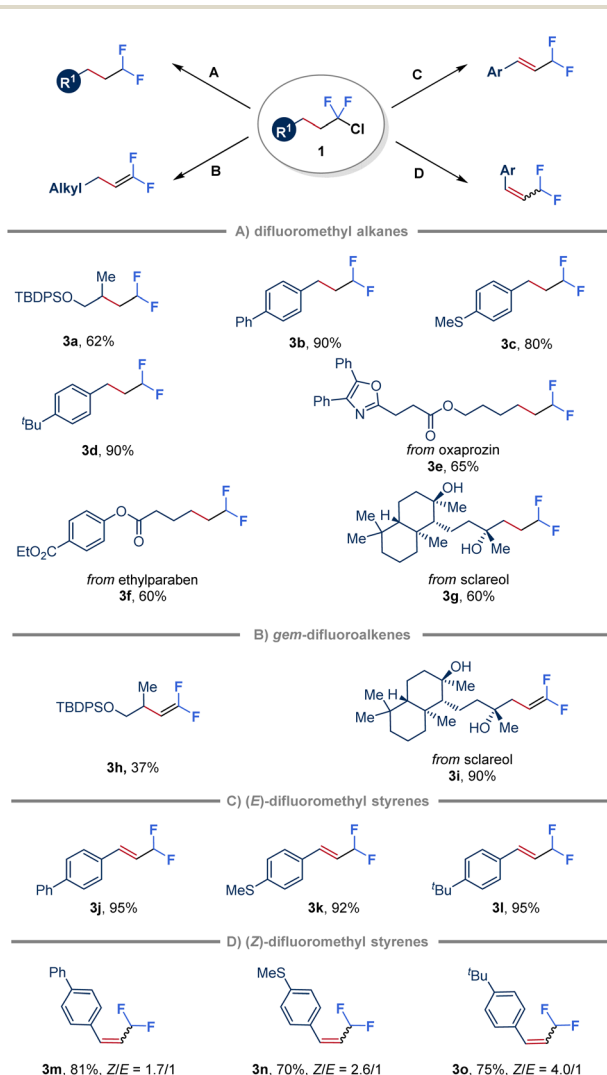 F
F
A
C
F
R¹
F F
Ar
F
R¹
Cl
1
F
B
D
Ar
F
Alkyl
F
F
A) difluoromethyl alkanes
Me F
TBDPSO F
3a, 62%
F
F
Ph
3b, 90%
F
F
MeS
3c, 80%
F
F
ᵗBu
3d, 90%
Ph
O
Ph N
O
O
F
F
from oxaprozin
3e, 65%
F
O F
EtO₂C O
from ethylparaben
3f, 60%
OH
H Me F
Me
Me Me F
HO Me
from sclareol
3g, 60%
B) gem-difluoroalkenes
Me F
TBDPSO F
3h, 37%
OH
H Me F
Me
Me Me F
HO Me
from sclareol
3i, 90%
C) (E)-difluoromethyl styrenes
F
F
Ph
3j, 95%
F
F
MeS
3k, 92%
F
F
ᵗBu
3l, 95%
D) (Z)-difluoromethyl styrenes
Ph
F
F
3m, 81%, Z/E = 1.7/1
MeS
F
F
3n, 70%, Z/E = 2.6/1
ᵗBu
F
F
3o, 75%, Z/E = 4.0/1